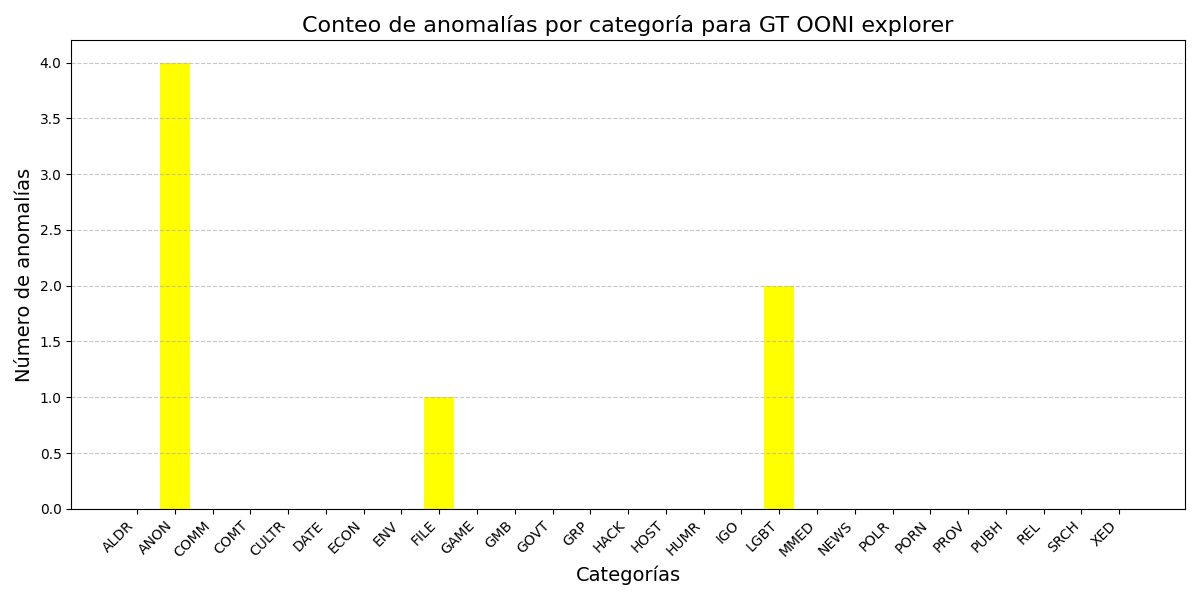 Conteo de anomalías por categoría para GT OONI explorer
Número de anomalías
4.0
3.5
3.0
2.5
2.0
1.5
1.0
0.5
0.0
ALDR
ANON
COMM
COMT
CULTR
DATE
ECON
ENV
FILE
GAME
GMB
GOVT
GRP
HACK
HOST
HUMR
IGO
LGBT
MMED
NEWS
POLR
PORN
PROV
PUBH
REL
SRCH
XED
Categorías